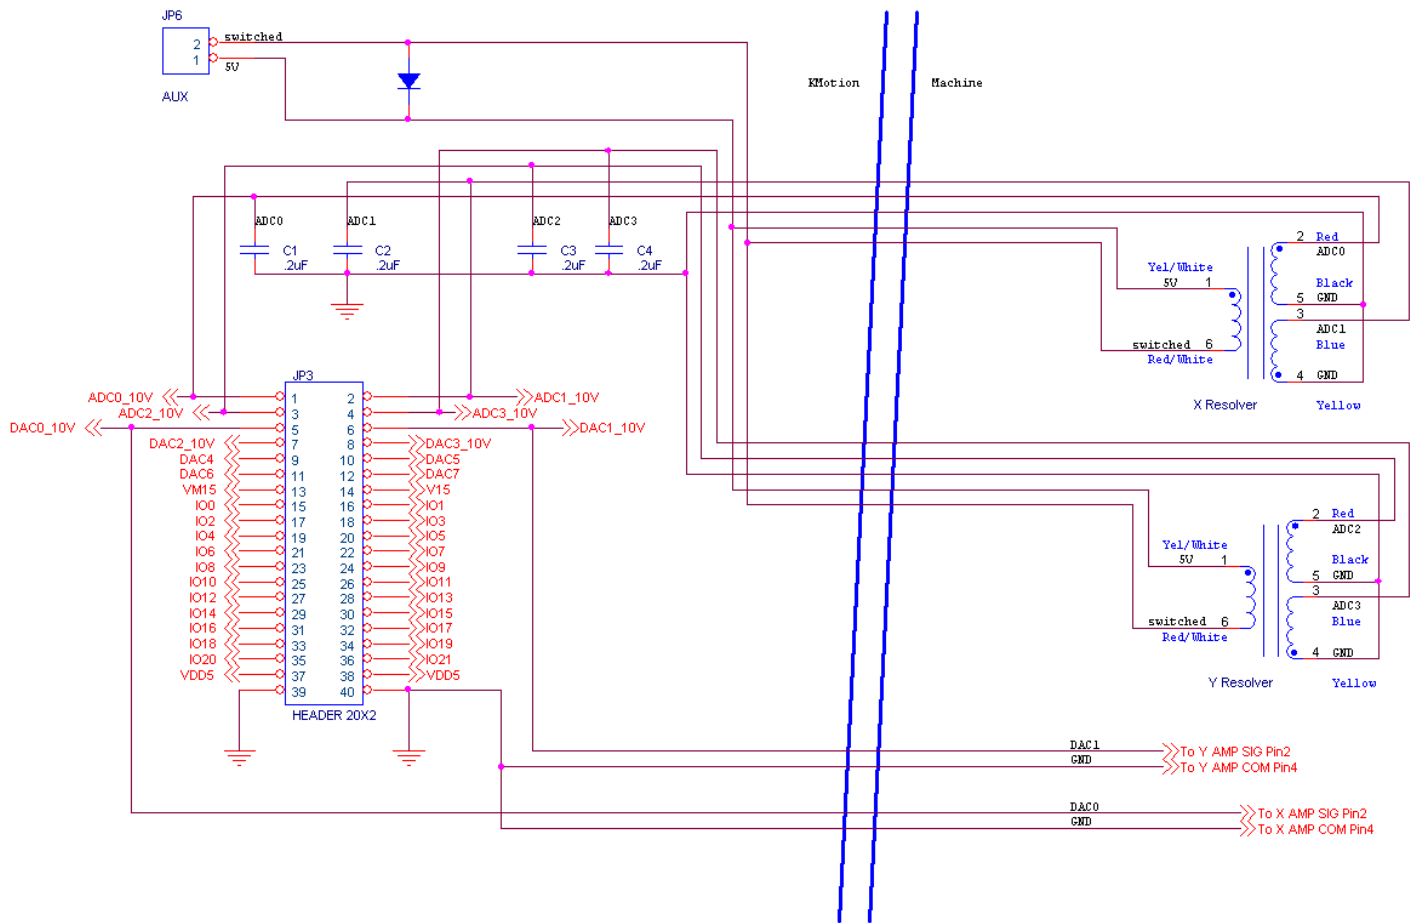 JP6
switched
2
1
5V
AUX
KMotion
Machine
ADC0
ADC1
ADC2
ADC3
C1
.2uF
C2
.2uF
C3
.2uF
C4
.2uF
2 Red
ADC0
Yel/White
5V 1
Black
5 GND
3
ADC1
Blue
switched 6
Red/White
4 GND
X Resolver
Yellow
JP3
ADC0_10V 1 2 ADC1_10V
ADC2_10V 3 4 ADC3_10V
DAC0_10V 5 6 DAC1_10V
DAC2_10V 7 8 DAC3_10V
DAC4 9 10 DAC5
DAC6 11 12 DAC7
VM15 13 14 V15
IO0 15 16 IO1
IO2 17 18 IO3
IO4 19 20 IO5
IO6 21 22 IO7
IO8 23 24 IO9
IO10 25 26 IO11
IO12 27 28 IO13
IO14 29 30 IO15
IO16 31 32 IO17
IO18 33 34 IO19
IO20 35 36 IO21
VDD5 37 38 VDD5
39 40
HEADER 20X2
2 Red
ADC2
Yel/White
5V 1
Black
5 GND
3
ADC3
Blue
switched 6
Red/White
4 GND
Y Resolver
Yellow
DAC1
To Y AMP SIG Pin2
GND
To Y AMP COM Pin4
DAC0
To X AMP SIG Pin2
GND
To X AMP COM Pin4